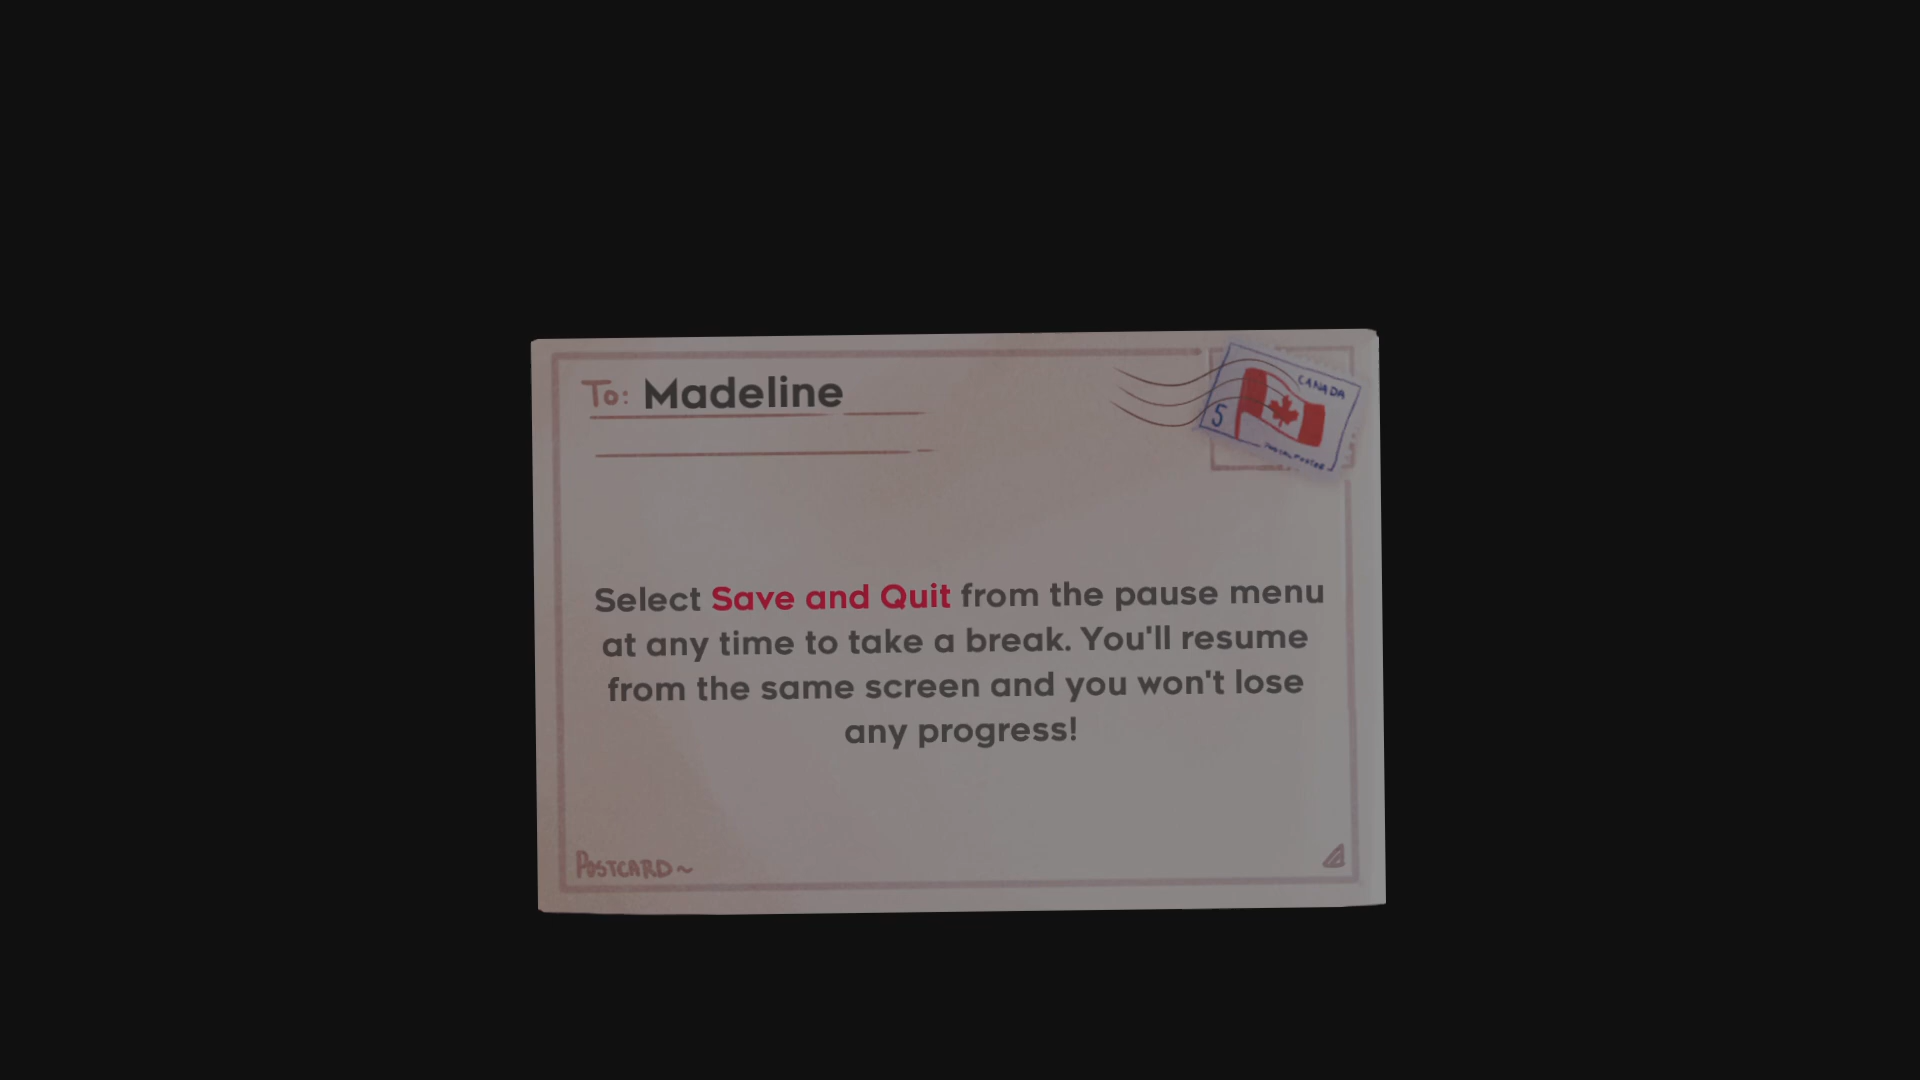 To: Madeline
CANADA
5
Select Save and Quit from the pause menu
at any time to take a break. You'll resume
from the same screen and you won't lose
any progress!
POSTCARD~